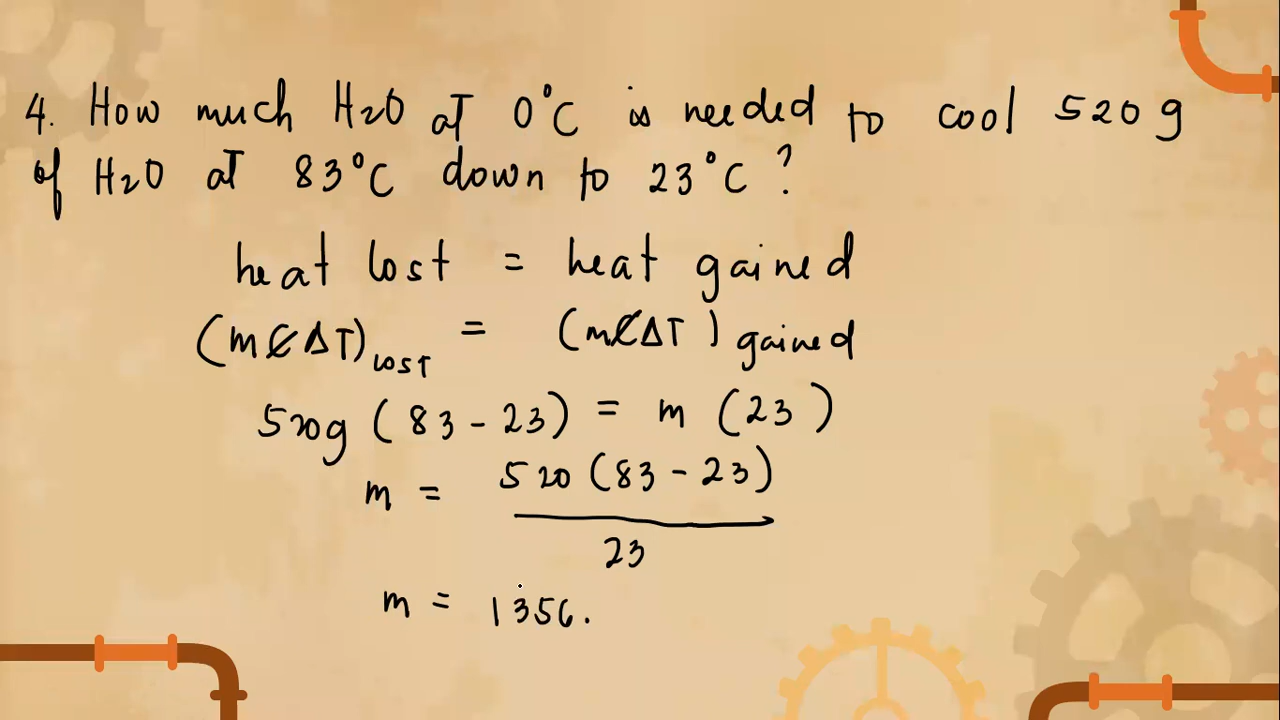 4. How much H2O at 0°C is needed to cool 520g
of H2O at 83°C down to 23°C?
heat lost = heat gained
(mCΔT)lost = (mCΔT) gained
520g (83 - 23) = m (23)
m = 520 (83 - 23)
23
m = 1356.